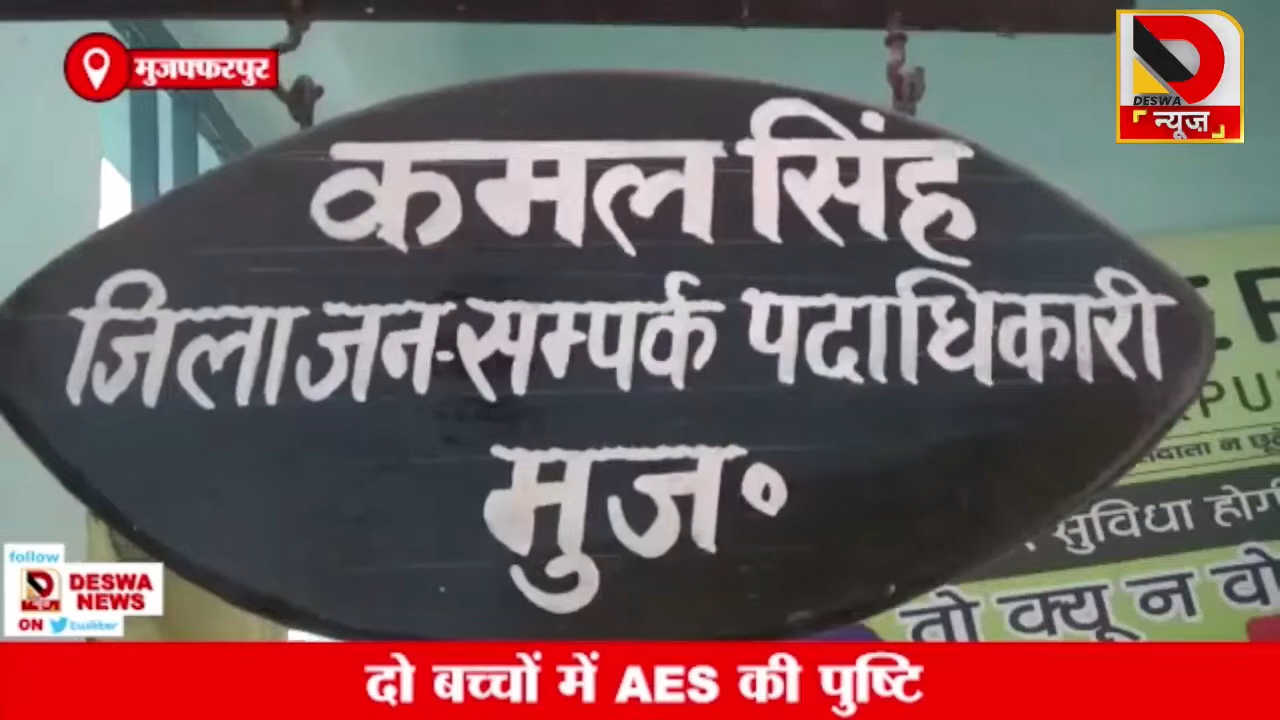 मुजफ्फरपुर
DESWA
न्यूज़
कमल सिंह
जिला जन-सम्पर्क पदाधिकारी
मुज॰
सुविधा होगी
तो क्यू न वो
follow
DESWA
NEWS
ON twitter
दो बच्चों में AES की पुष्टि